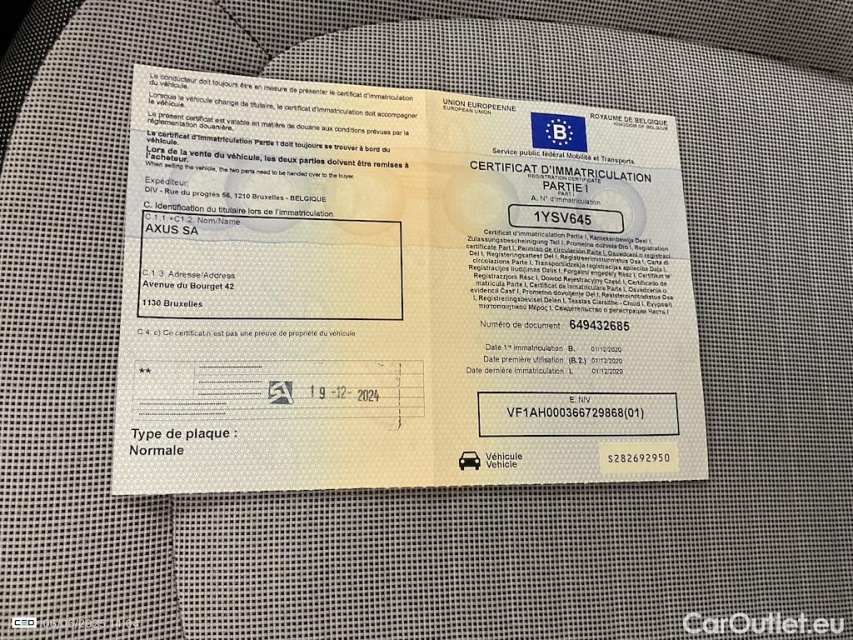 Le conducteur doit toujours être en mesure de présenter le certificat d'immatriculation
du véhicule.
Lorsque le véhicule change de titulaire, le certificat d'immatriculation doit accompagner
le véhicule.
Le présent certificat est valable en matière de douane aux conditions prévues par la
réglementation douanière.
Le certificat d'immatriculation Partie I doit toujours se trouver à bord du
véhicule.
Lors de la vente du véhicule, les deux parties doivent être remises à
l'acheteur.
When selling the vehicle, the two parts need to be handed over to the buyer.
Expéditeur:
DIV - Rue du progrès 56, 1210 Bruxelles - BELGIQUE
C. Identification du titulaire lors de l'immatriculation
C.1.1.+C1.2. Nom/Name
AXUS SA
C.1.3. Adresse/Address
Avenue du Bourget 42
1130 Bruxelles
C.4. c) Ce certificat n'est pas une preuve de propriété du véhicule
**
19-12-2024
Type de plaque :
Normale
UNION EUROPEENNE
EUROPEAN UNION
B
ROYAUME DE BELGIQUE
KINGDOM OF BELGIUM
Service public fédéral Mobilité et Transports
CERTIFICAT D'IMMATRICULATION
REGISTRATION CERTIFICATE
PARTIE I
PART I
A. N° d'immatriculation
1YSV645
Numéro de document 649432685
Date 1re immatriculation B. 01/12/2020
Date première utilisation (B.2.) 01/12/2020
Date dernière immatriculation I. 01/12/2020
E. NIV
VF1AH000366729868(01)
Véhicule
Vehicle
S282692950
CarOutlet.eu